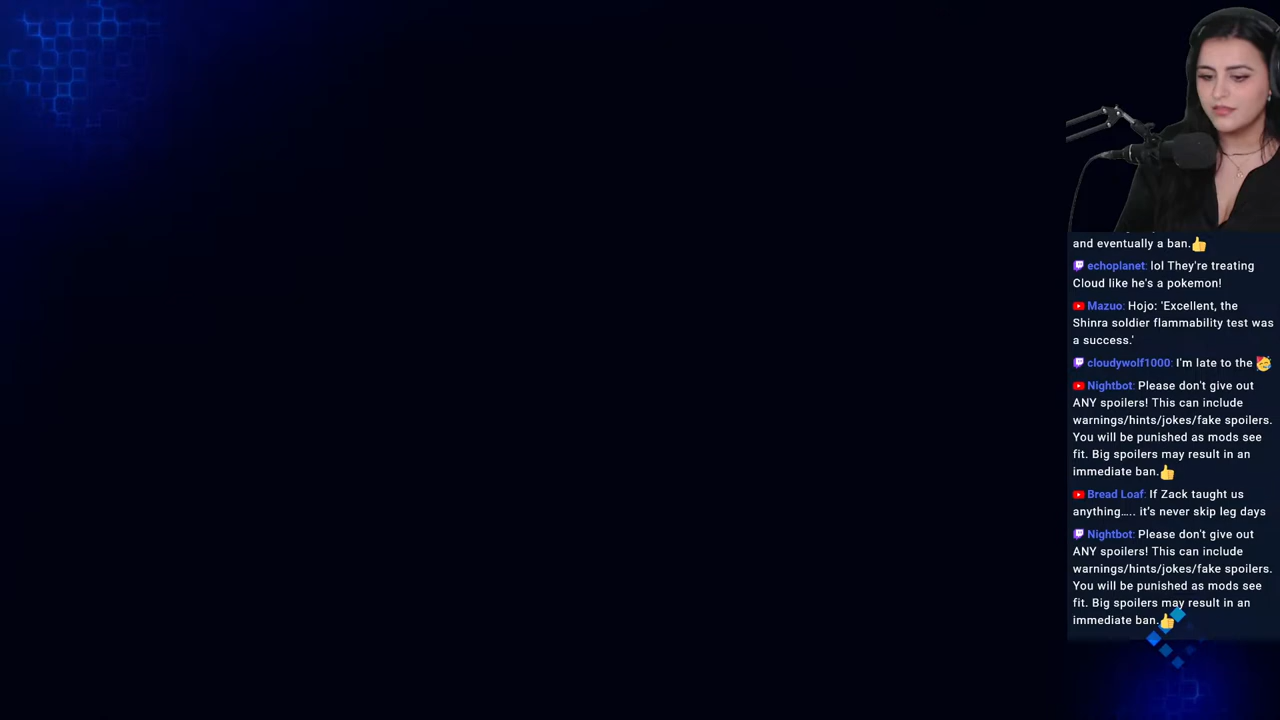 and eventually a ban.👍
echoplanet: lol They're treating
Cloud like he's a pokemon!
Mazuo: Hojo: 'Excellent, the
Shinra soldier flammability test was
a success.'
cloudywolf1000: I'm late to the 🥳
Nightbot: Please don't give out
ANY spoilers! This can include
warnings/hints/jokes/fake spoilers.
You will be punished as mods see
fit. Big spoilers may result in an
immediate ban.👍
Bread Loaf: If Zack taught us
anything….. it's never skip leg days
Nightbot: Please don't give out
ANY spoilers! This can include
warnings/hints/jokes/fake spoilers.
You will be punished as mods see
fit. Big spoilers may result in an
immediate ban.👍